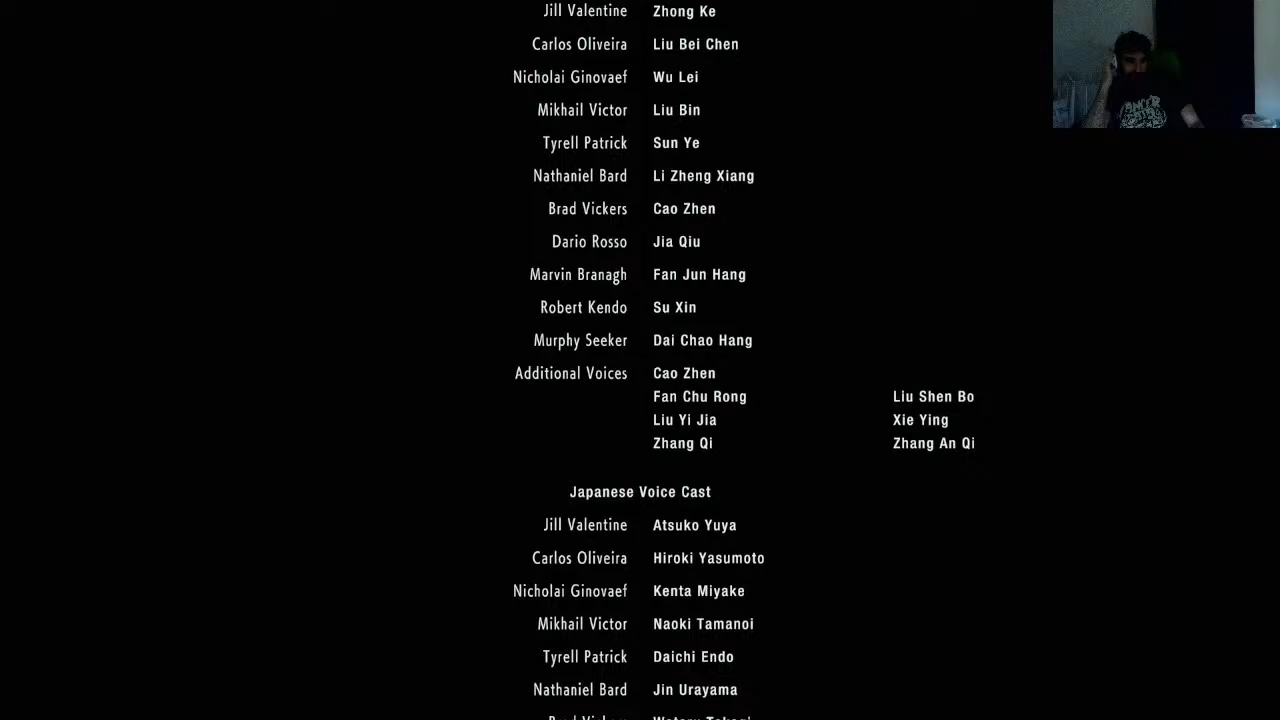 Jill Valentine Zhong Ke
Carlos Oliveira Liu Bei Chen
Nicholai Ginovaef Wu Lei
Mikhail Victor Liu Bin
Tyrell Patrick Sun Ye
Nathaniel Bard Li Zheng Xiang
Brad Vickers Cao Zhen
Dario Rosso Jia Qiu
Marvin Branagh Fan Jun Hang
Robert Kendo Su Xin
Murphy Seeker Dai Chao Hang
Additional Voices Cao Zhen
Fan Chu Rong Liu Shen Bo
Liu Yi Jia Xie Ying
Zhang Qi Zhang An Qi
Japanese Voice Cast
Jill Valentine Atsuko Yuya
Carlos Oliveira Hiroki Yasumoto
Nicholai Ginovaef Kenta Miyake
Mikhail Victor Naoki Tamanoi
Tyrell Patrick Daichi Endo
Nathaniel Bard Jin Urayama